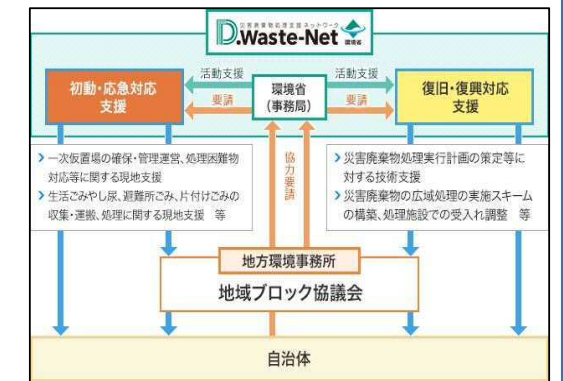 災害廃棄物処理支援ネットワーク
D.Waste-Net
環境省
活動支援
活動支援
初動・応急対応
支援
環境省
(事務局)
復旧・復興対応
支援
要請
要請
> 一次仮置場の確保・管理運営、処理困難物
対応等に関する現地支援
> 生活ごみやし尿、避難所ごみ、片付けごみの
収集・運搬、処理に関する現地支援 等
協力要請
> 災害廃棄物処理実行計画の策定等に
対する技術支援
> 災害廃棄物の広域処理の実施スキーム
の構築、処理施設での受入れ調整 等
地方環境事務所
地域ブロック協議会
自治体